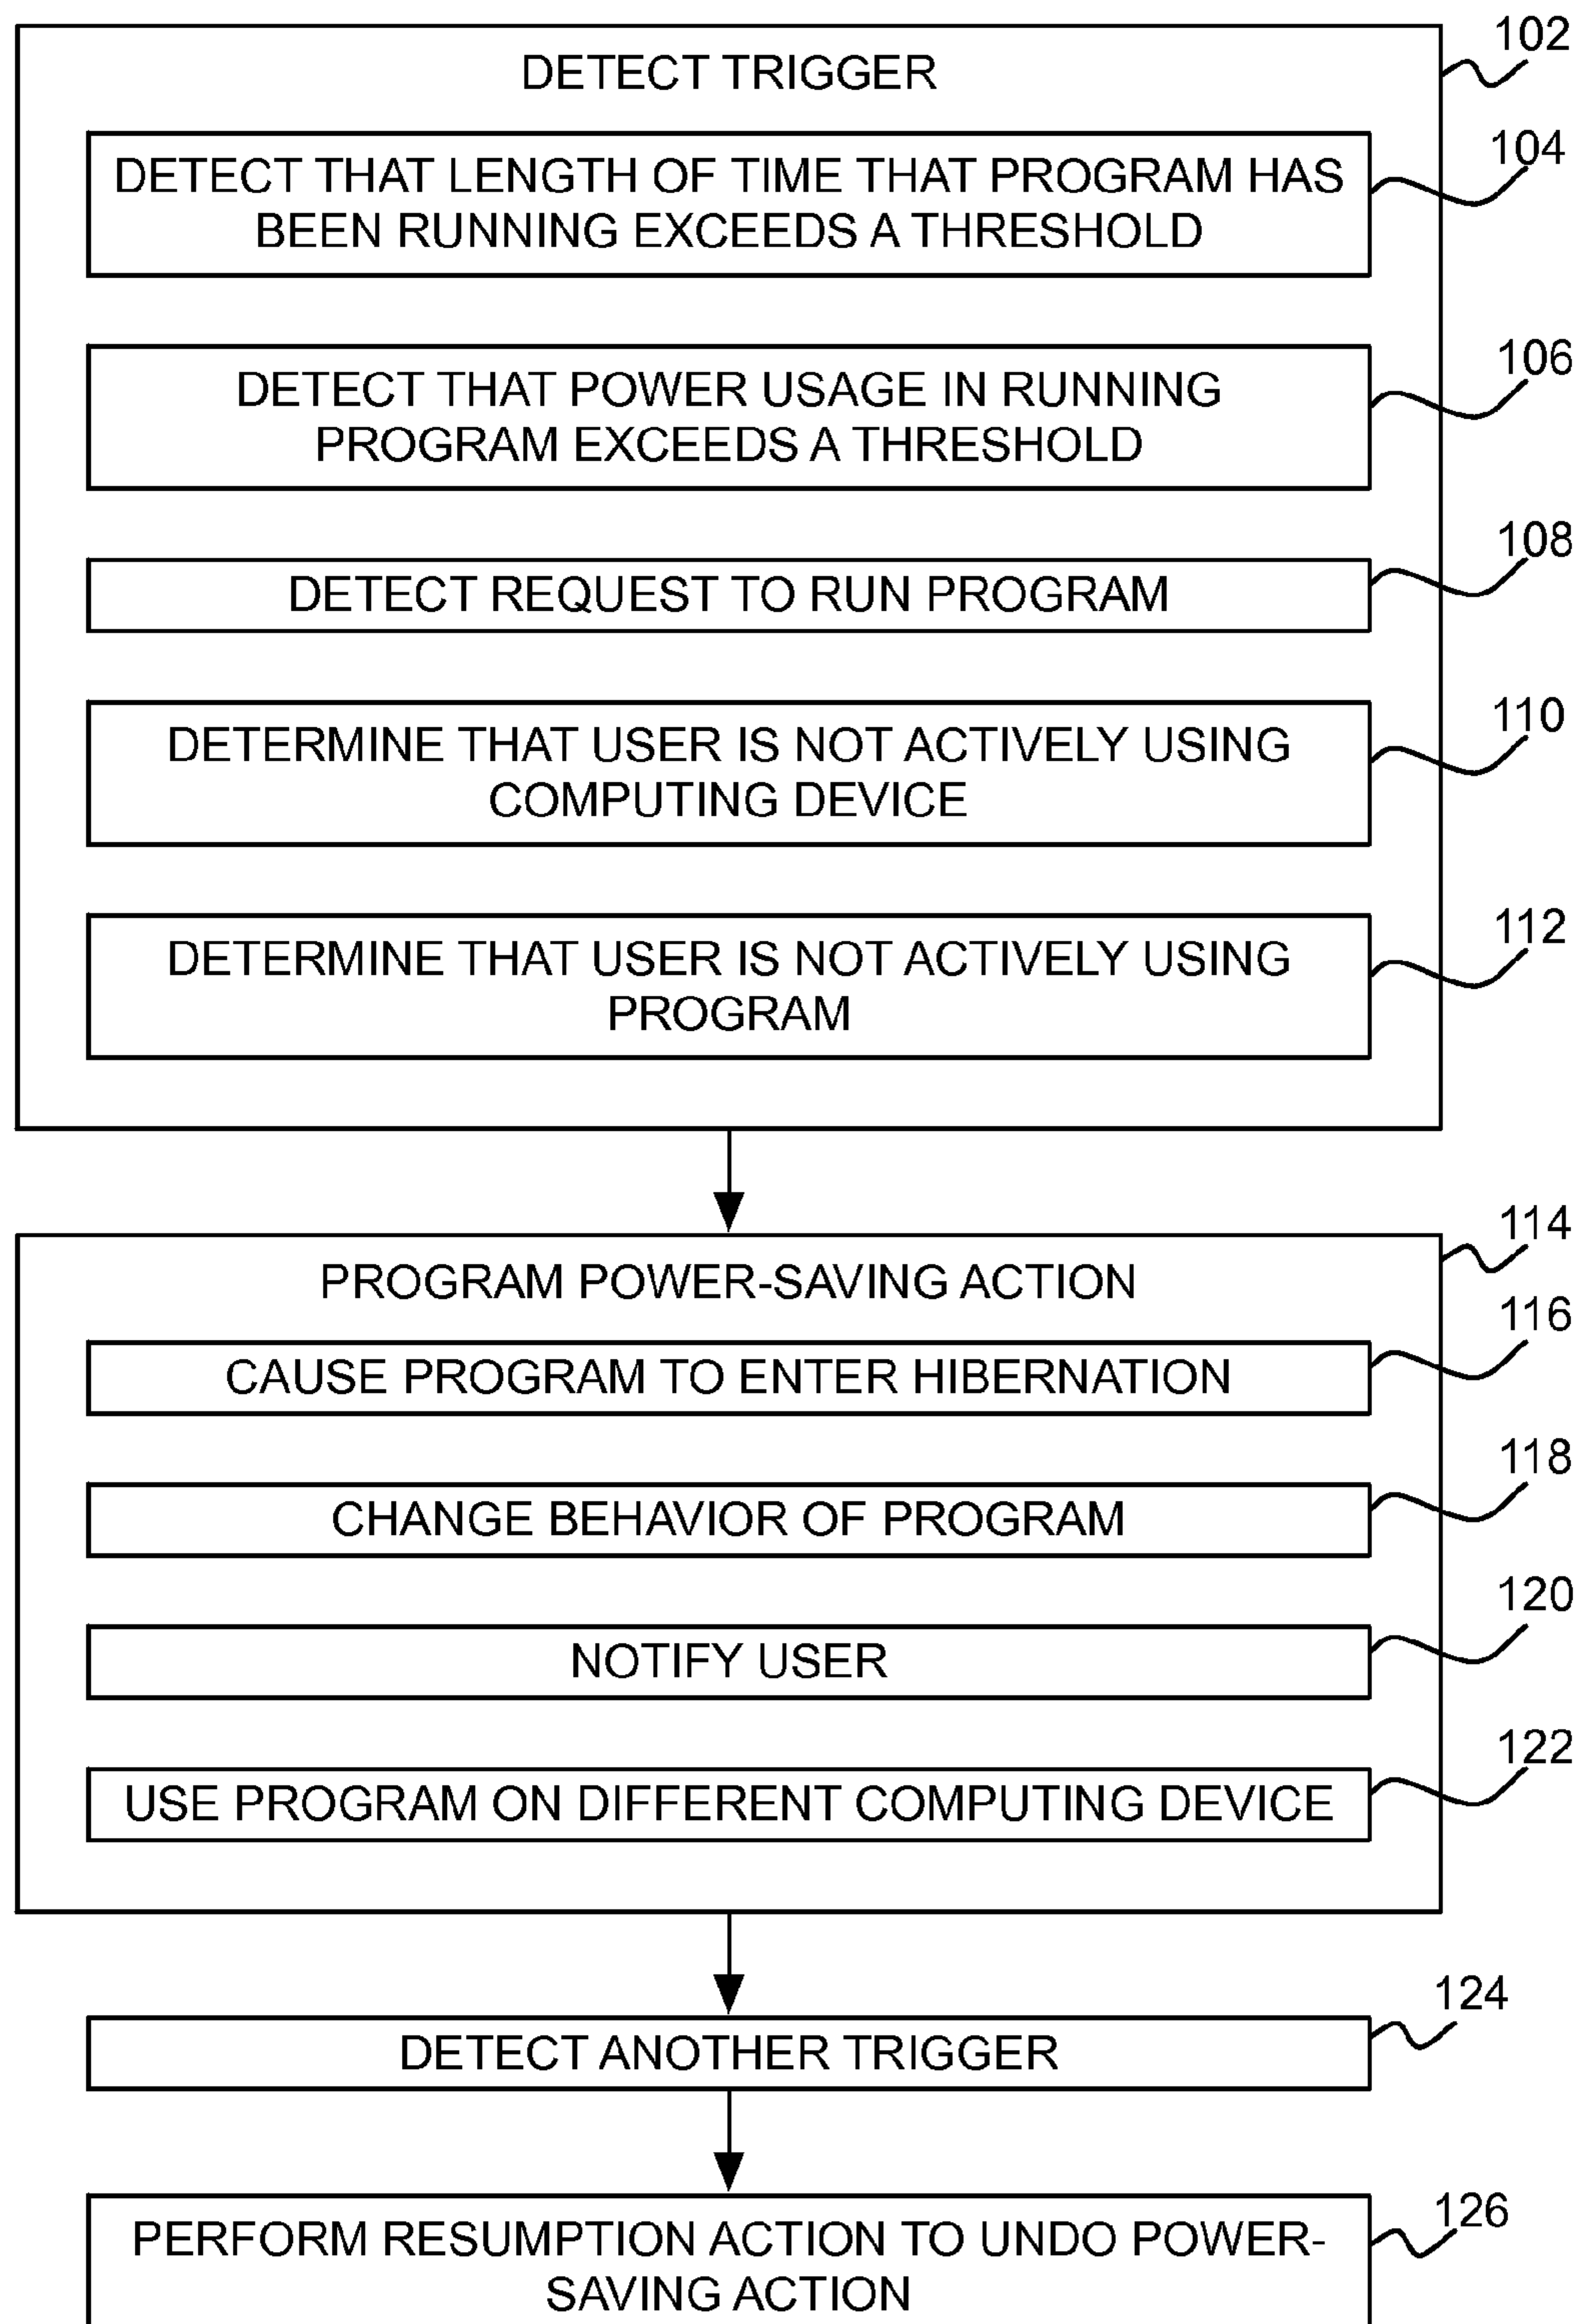 102
DETECT TRIGGER
104
DETECT THAT LENGTH OF TIME THAT PROGRAM HAS
BEEN RUNNING EXCEEDS A THRESHOLD
106
DETECT THAT POWER USAGE IN RUNNING
PROGRAM EXCEEDS A THRESHOLD
108
DETECT REQUEST TO RUN PROGRAM
110
DETERMINE THAT USER IS NOT ACTIVELY USING
COMPUTING DEVICE
112
DETERMINE THAT USER IS NOT ACTIVELY USING
PROGRAM
114
PROGRAM POWER-SAVING ACTION
116
CAUSE PROGRAM TO ENTER HIBERNATION
118
CHANGE BEHAVIOR OF PROGRAM
120
NOTIFY USER
122
USE PROGRAM ON DIFFERENT COMPUTING DEVICE
124
DETECT ANOTHER TRIGGER
126
PERFORM RESUMPTION ACTION TO UNDO POWER-
SAVING ACTION